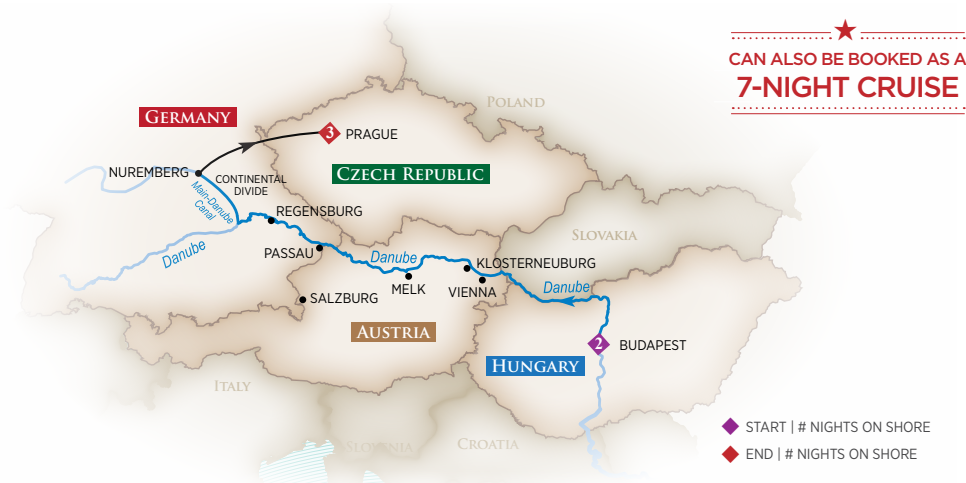 CAN ALSO BE BOOKED AS A
7-NIGHT CRUISE
POLAND
GERMANY
3
PRAGUE
NUREMBERG
CONTINENTAL
DIVIDE
CZECH REPUBLIC
Main-Danube
Canal
REGENSBURG
SLOVAKIA
Danube
PASSAU
Danube
KLOSTERNEUBURG
MELK
VIENNA
Danube
SALZBURG
AUSTRIA
2
BUDAPEST
HUNGARY
ITALY
SLOVENIA
CROATIA
START | # NIGHTS ON SHORE
END | # NIGHTS ON SHORE